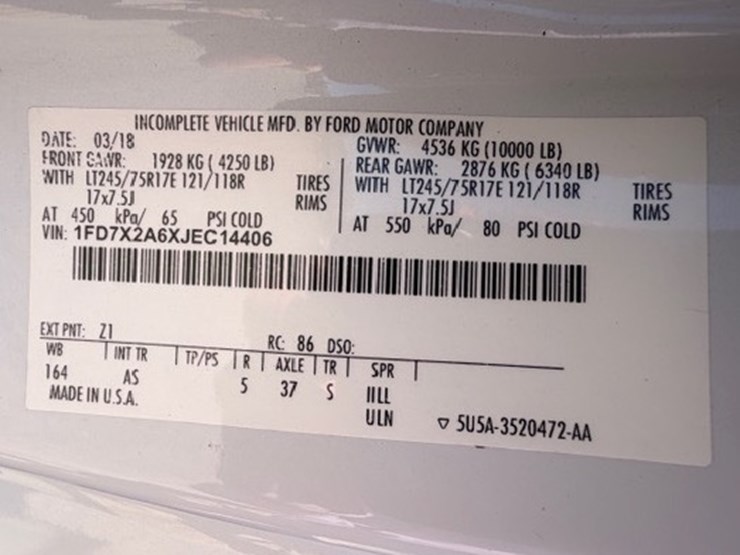 INCOMPLETE VEHICLE MFD. BY FORD MOTOR COMPANY
DATE: 03/18 GVWR: 4536 KG (10000 LB)
FRONT GAWR: 1928 KG ( 4250 LB) REAR GAWR: 2876 KG ( 6340 LB)
WITH LT245/75R17E 121/118R TIRES WITH LT245/75R17E 121/118R TIRES
17x7.5J RIMS 17x7.5J RIMS
AT 450 kPa/ 65 PSI COLD AT 550 kPa/ 80 PSI COLD
VIN: 1FD7X2A6XJEC14406
EXT PNT: Z1 RC: 86 DSO:
WB INT TR TP/PS R AXLE TR SPR
164 AS 5 37 S IILL
MADE IN U.S.A. ULN ▽ 5U5A-3520472-AA